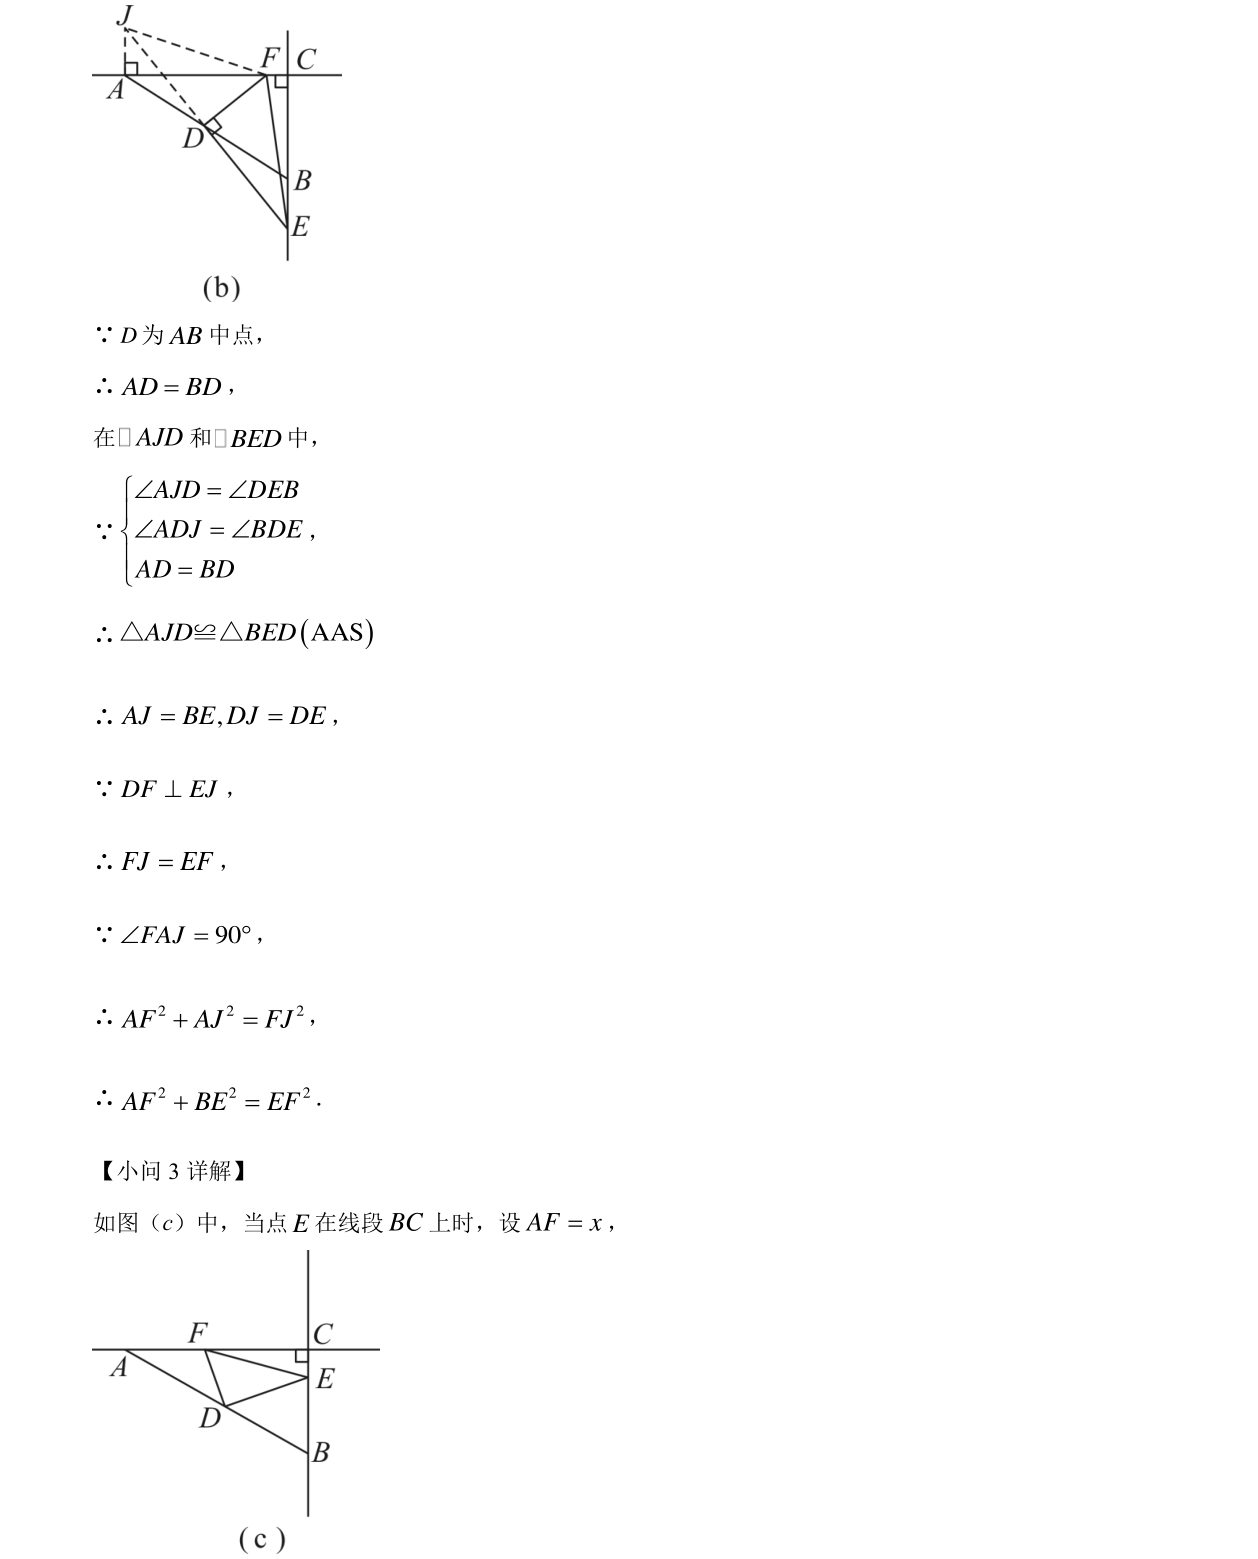 J
F C
A
D
B
E
(b)
∵ D为AB中点，
∴ AD = BD，
在□AJD和□BED中，
∵ {∠AJD = ∠DEB
∠ADJ = ∠BDE，
AD = BD
∴ △AJD≌△BED(AAS)
∴ AJ = BE, DJ = DE，
∵ DF ⊥ EJ，
∴ FJ = EF，
∵ ∠FAJ = 90°，
∴ AF² + AJ² = FJ²，
∴ AF² + BE² = EF².
【小问 3 详解】
如图（c）中，当点E在线段BC上时，设AF = x，
F C
A E
D
B
( c )